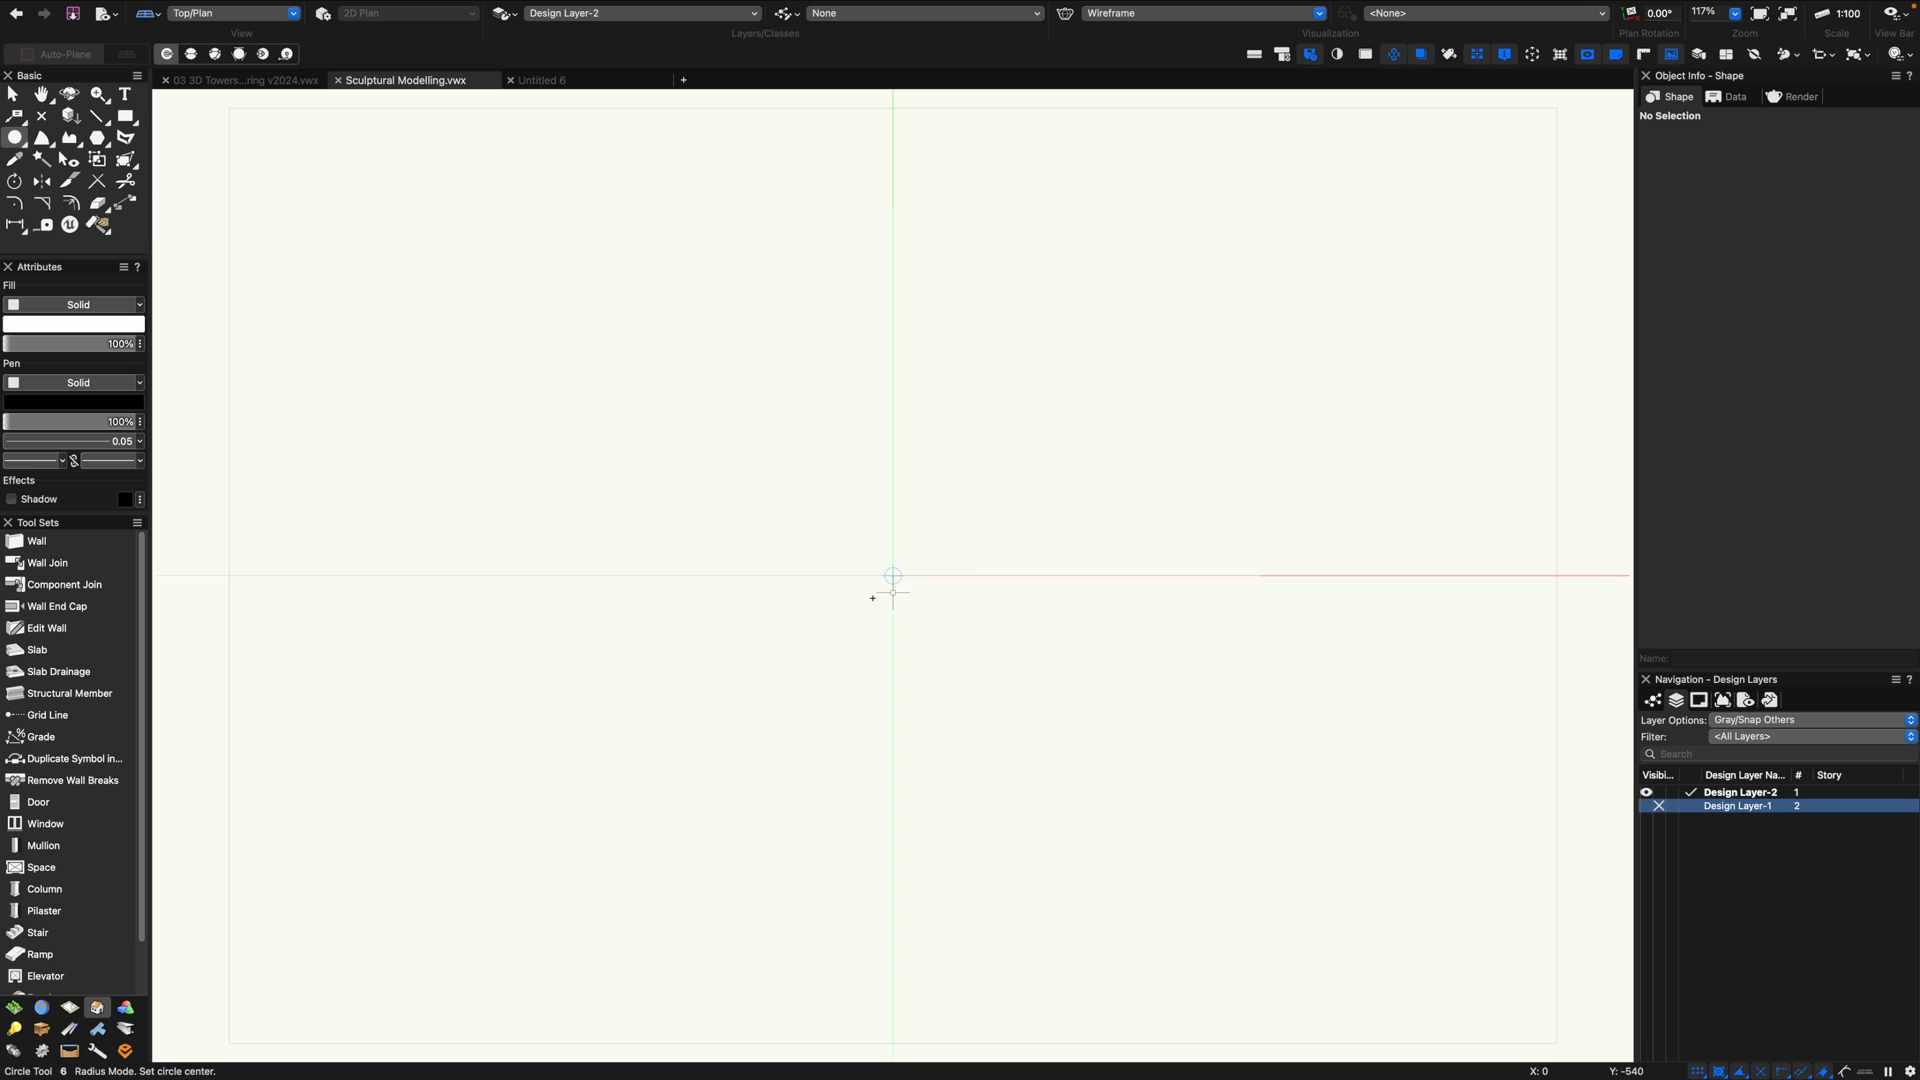 Top/Plan
2D Plan
Design Layer-2
None
Wireframe
<None>
0.00°
117%
1:100
View
Layers/Classes
Visualization
Plan Rotation
Zoom
Scale
View Bar
Auto-Plane
Basic
03 3D Towers...ring v2024.vwx
Sculptural Modelling.vwx
Untitled 6
Object Info - Shape
Shape
Data
Render
No Selection
Attributes
Fill
Solid
100%
Pen
Solid
100%
0.05
Effects
Shadow
Tool Sets
Wall
Wall Join
Component Join
Wall End Cap
Edit Wall
Slab
Slab Drainage
Structural Member
Grid Line
Grade
Duplicate Symbol in...
Remove Wall Breaks
Door
Window
Mullion
Space
Column
Pilaster
Stair
Ramp
Elevator
Name:
Navigation - Design Layers
Layer Options: Gray/Snap Others
Filter: <All Layers>
Search
Visibi... Design Layer Na... # Story
Design Layer-2 1
Design Layer-1 2
Circle Tool 6 Radius Mode. Set circle center.
X: 0
Y: -540